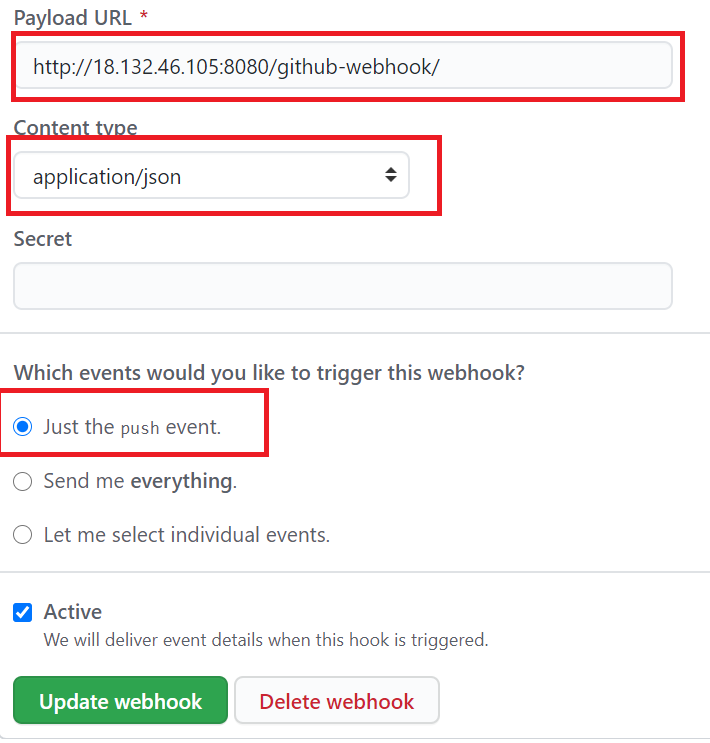 Payload URL *
http://18.132.46.105:8080/github-webhook/
Content type
application/json
Secret
Which events would you like to trigger this webhook?
Just the push event.
Send me everything.
Let me select individual events.
Active
We will deliver event details when this hook is triggered.
Update webhook Delete webhook